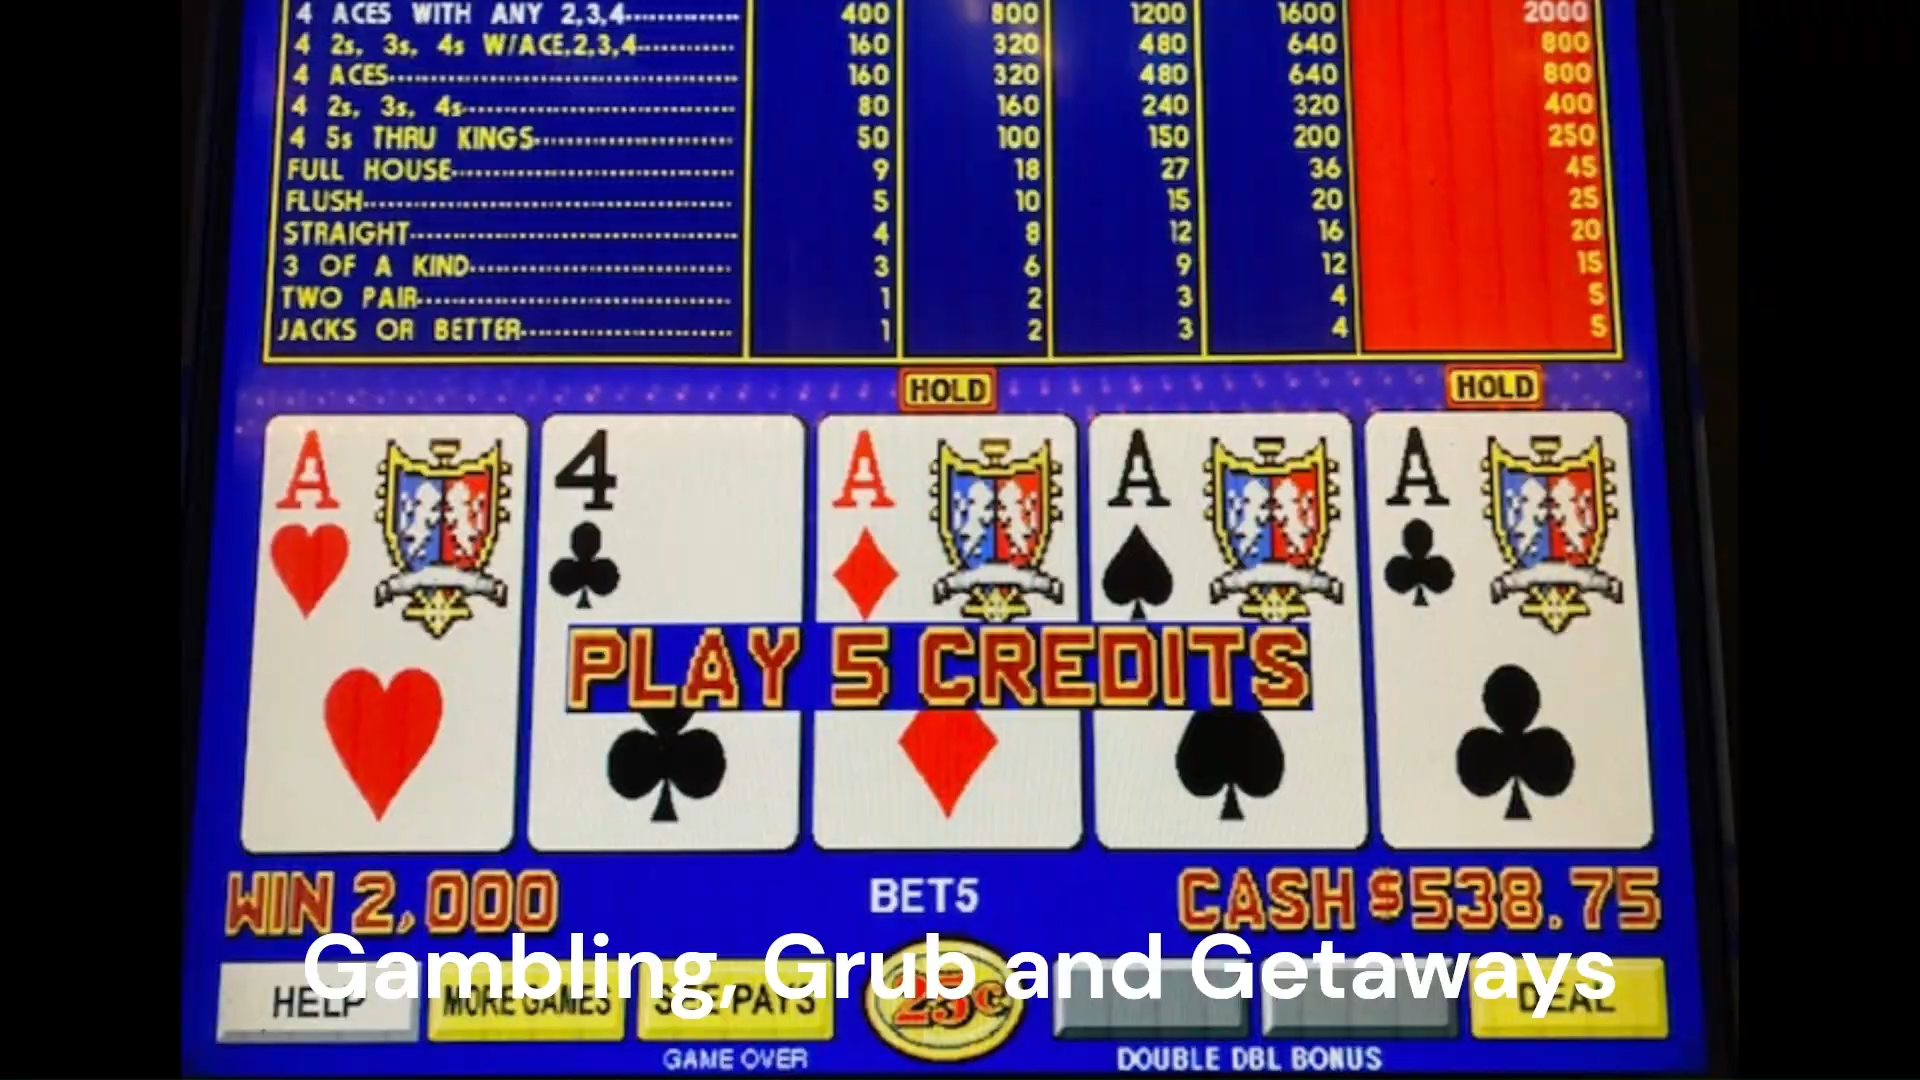 4 ACES WITH ANY 2,3,4 400 800 1200 1600 2000
4 2s, 3s, 4s W/ACE,2,3,4 160 320 480 640 800
4 ACES 160 320 480 640 800
4 2s, 3s, 4s 80 160 240 320 400
4 5s THRU KINGS 50 100 150 200 250
FULL HOUSE 9 18 27 36 45
FLUSH 5 10 15 20 25
STRAIGHT 4 8 12 16 20
3 OF A KIND 3 6 9 12 15
TWO PAIR 1 2 3 4 5
JACKS OR BETTER 1 2 3 4 5
HOLD HOLD
A 4 A A A
PLAY 5 CREDITS
WIN 2,000 BET5 CASH $538.75
Gambling, Grub and Getaways
HELP MORE GAMES SEE PAYS 25¢ DEAL
GAME OVER DOUBLE DBL BONUS